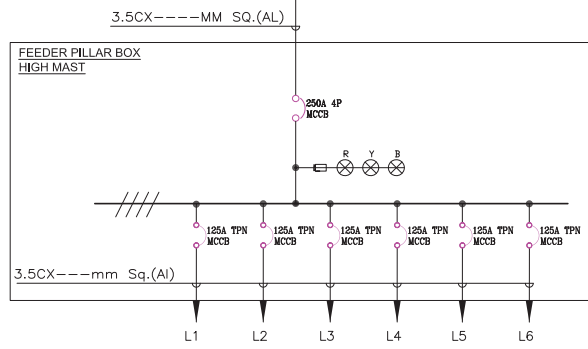 3.5CX----MM SQ.(AL)
FEEDER PILLAR BOX
HIGH MAST
250A 4P
MCCB
R Y B
125A TPN 125A TPN 125A TPN 125A TPN 125A TPN 125A TPN
MCCB MCCB MCCB MCCB MCCB MCCB
3.5CX---mm Sq.(Al)
L1 L2 L3 L4 L5 L6